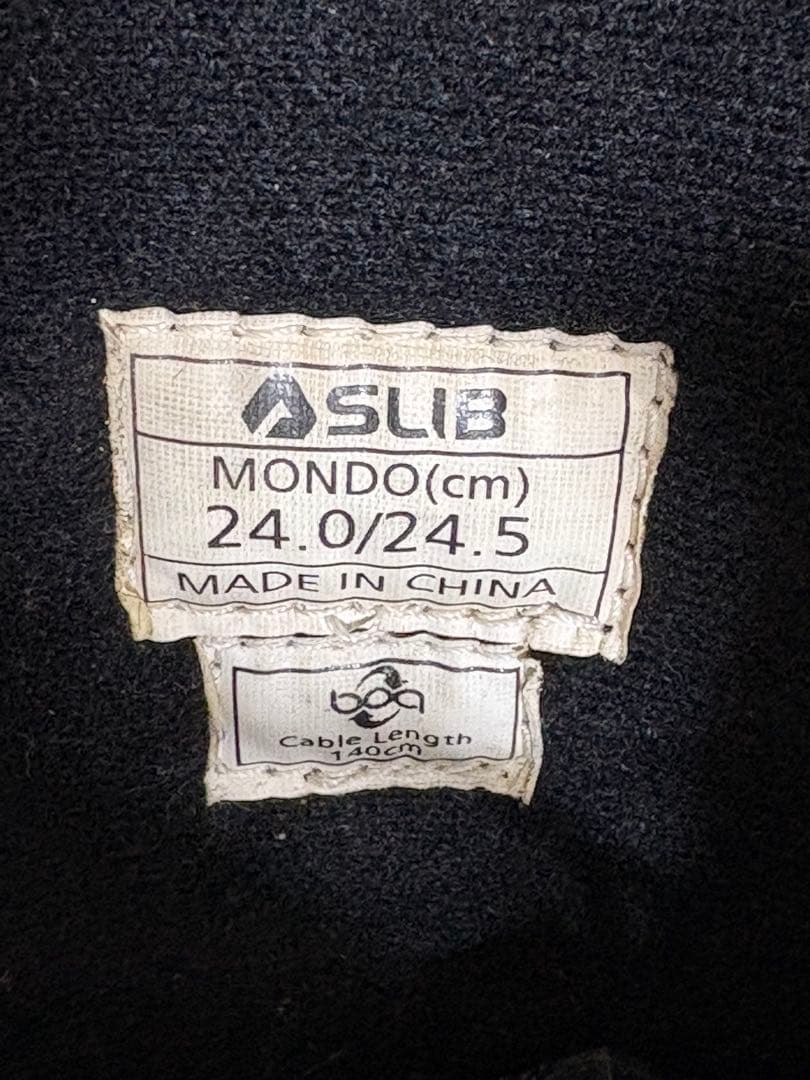 SLIB
MONDO(cm)
24.0/24.5
MADE IN CHINA
boa
Cable Length
140cm